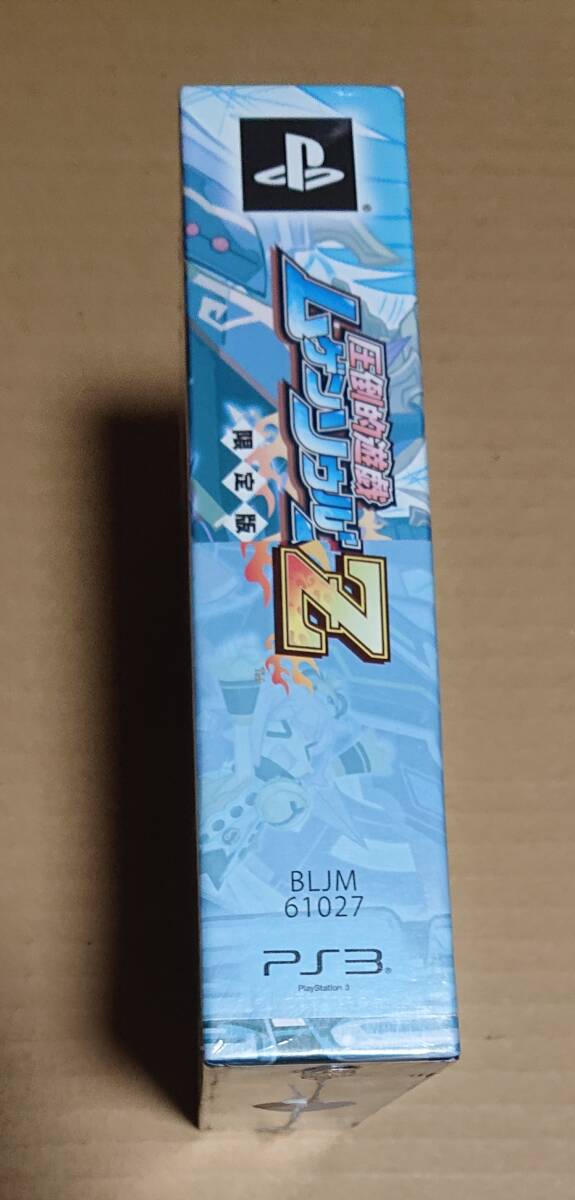 圧倒的遊戯
ムゲンソウルズ
Z
限定版
BLJM
61027
PS3®
PlayStation 3